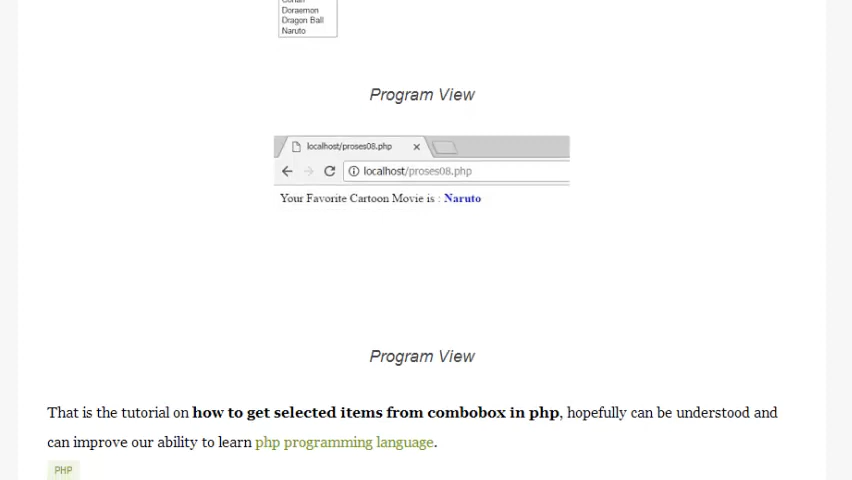 Doraemon
Dragon Ball
Naruto
Program View
localhost/proses08.php
localhost/proses08.php
Your Favorite Cartoon Movie is : Naruto
Program View
That is the tutorial on how to get selected items from combobox in php, hopefully can be understood and
can improve our ability to learn php programming language.
PHP